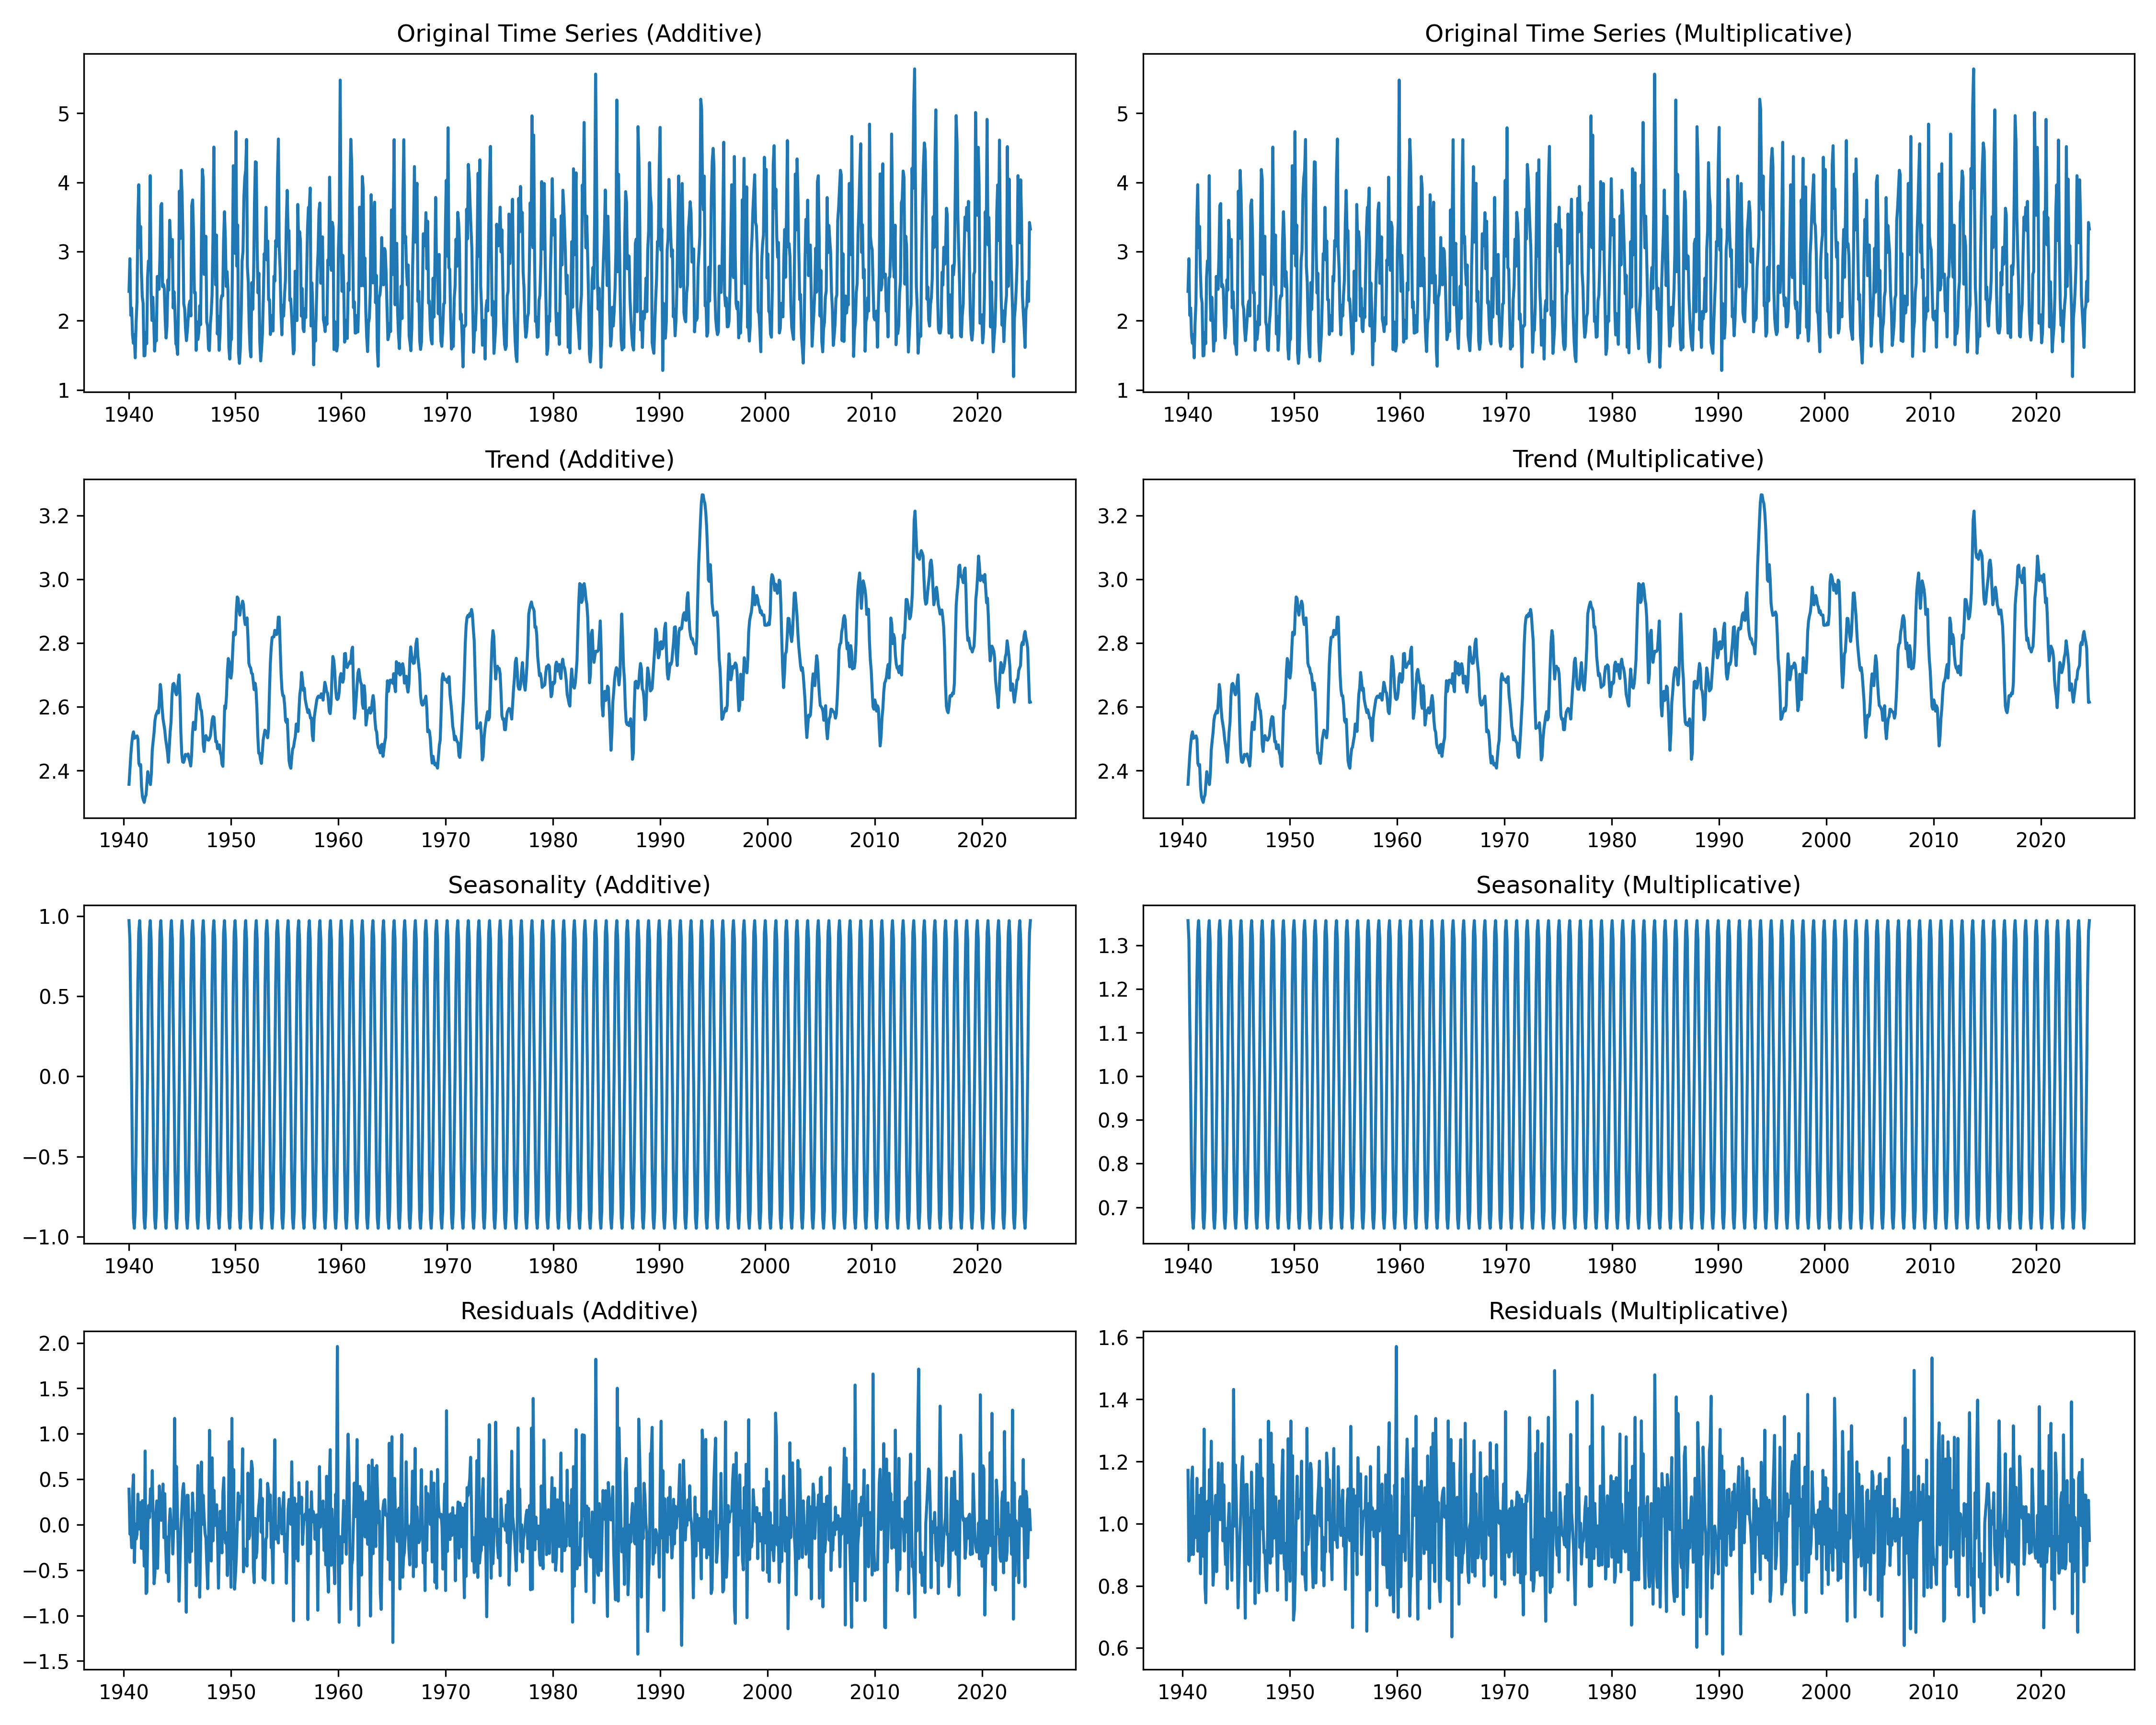 Original Time Series (Additive)
5
4
3
2
1
1940 1950 1960 1970 1980 1990 2000 2010 2020
Original Time Series (Multiplicative)
5
4
3
2
1
1940 1950 1960 1970 1980 1990 2000 2010 2020
Trend (Additive)
3.2
3.0
2.8
2.6
2.4
1940 1950 1960 1970 1980 1990 2000 2010 2020
Trend (Multiplicative)
3.2
3.0
2.8
2.6
2.4
1940 1950 1960 1970 1980 1990 2000 2010 2020
Seasonality (Additive)
1.0
0.5
0.0
−0.5
−1.0
1940 1950 1960 1970 1980 1990 2000 2010 2020
Seasonality (Multiplicative)
1.3
1.2
1.1
1.0
0.9
0.8
0.7
1940 1950 1960 1970 1980 1990 2000 2010 2020
Residuals (Additive)
2.0
1.5
1.0
0.5
0.0
−0.5
−1.0
−1.5
1940 1950 1960 1970 1980 1990 2000 2010 2020
Residuals (Multiplicative)
1.6
1.4
1.2
1.0
0.8
0.6
1940 1950 1960 1970 1980 1990 2000 2010 2020